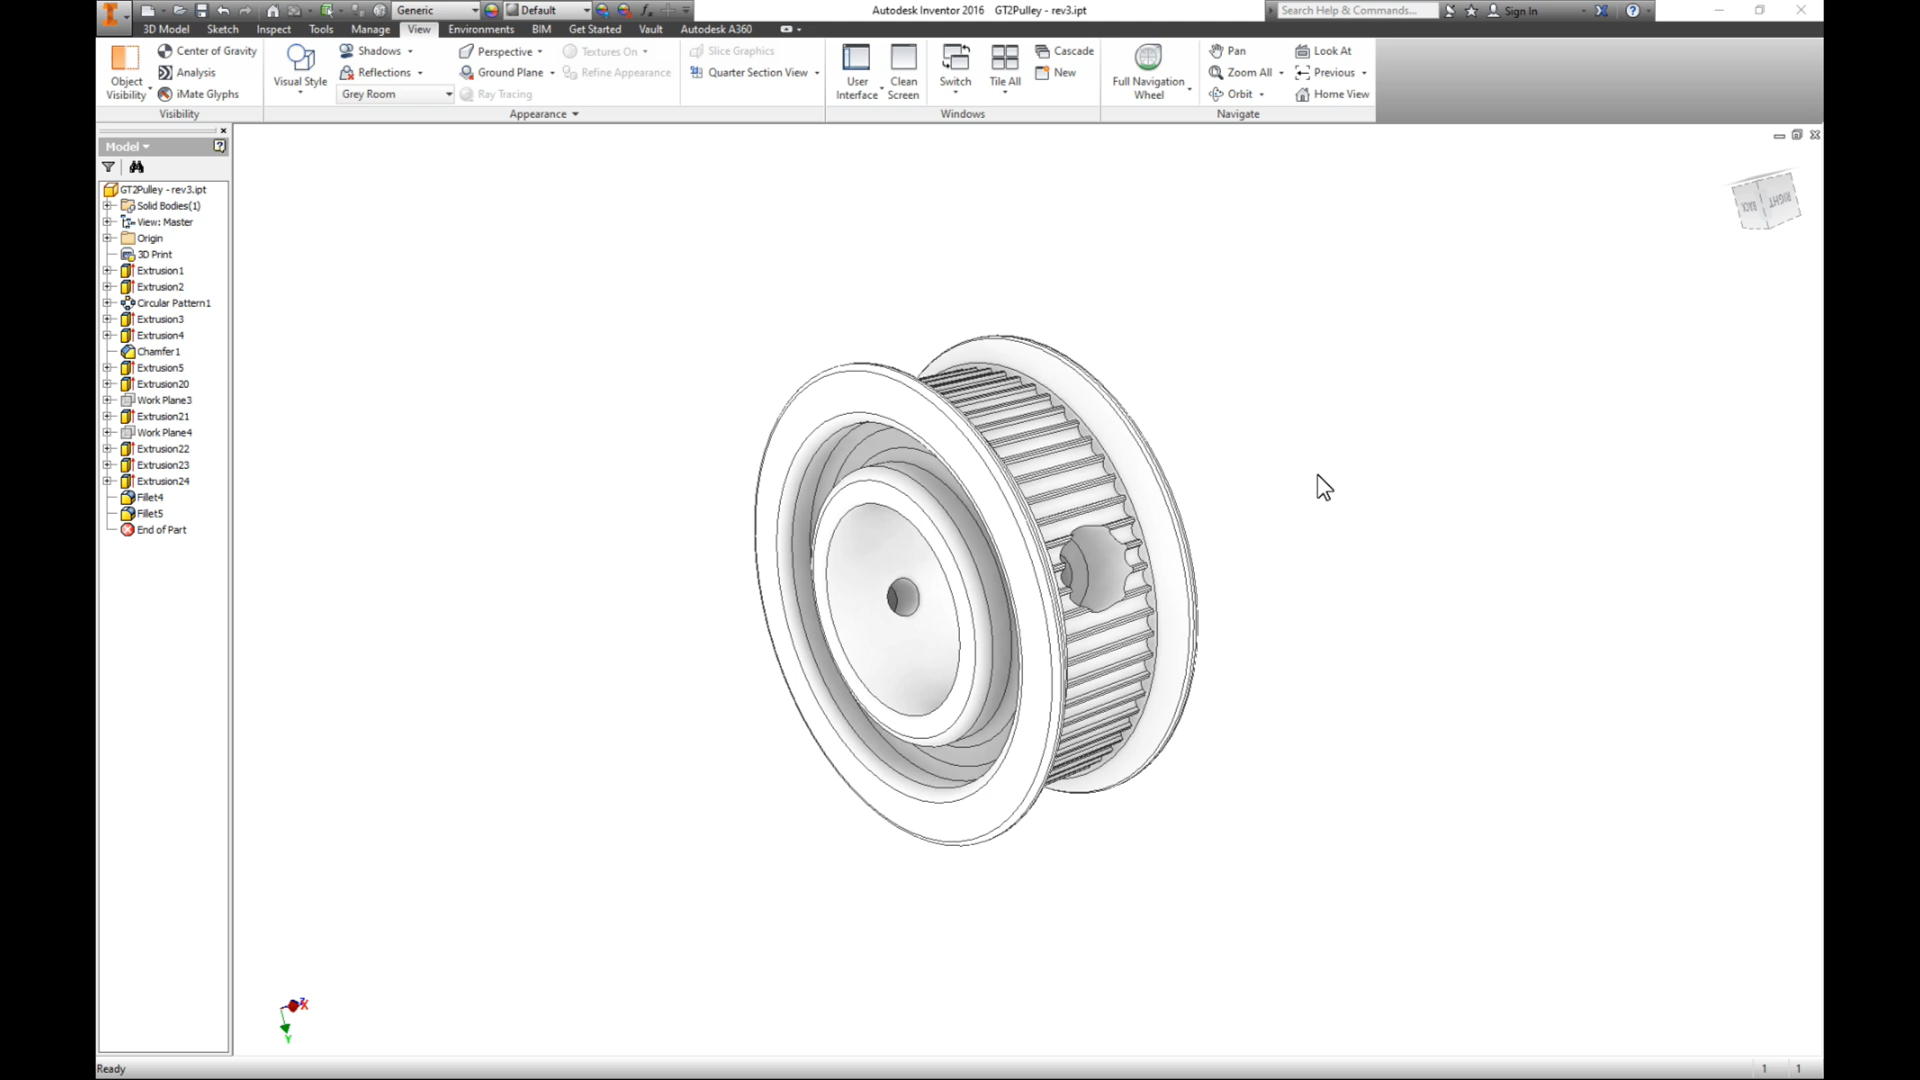 Generic
Default
Autodesk Inventor 2016 GT2Pulley - rev3.ipt
Search Help & Commands...
Sign In
3D Model
Sketch
Inspect
Tools
Manage
View
Environments
BIM
Get Started
Vault
Autodesk A360
Object Visibility
Center of Gravity
Analysis
iMate Glyphs
Visibility
Visual Style
Shadows
Reflections
Grey Room
Perspective
Ground Plane
Ray Tracing
Textures On
Refine Appearance
Appearance
Slice Graphics
Quarter Section View
User Interface
Clean Screen
Switch
Tile All
Cascade
New
Windows
Full Navigation Wheel
Pan
Zoom All
Orbit
Look At
Previous
Home View
Navigate
Model
GT2Pulley - rev3.ipt
Solid Bodies(1)
View: Master
Origin
3D Print
Extrusion1
Extrusion2
Circular Pattern1
Extrusion3
Extrusion4
Chamfer1
Extrusion5
Extrusion20
Work Plane3
Extrusion21
Work Plane4
Extrusion22
Extrusion23
Extrusion24
Fillet4
Fillet5
End of Part
BACK
RIGHT
Z
X
Y
Ready
1 1